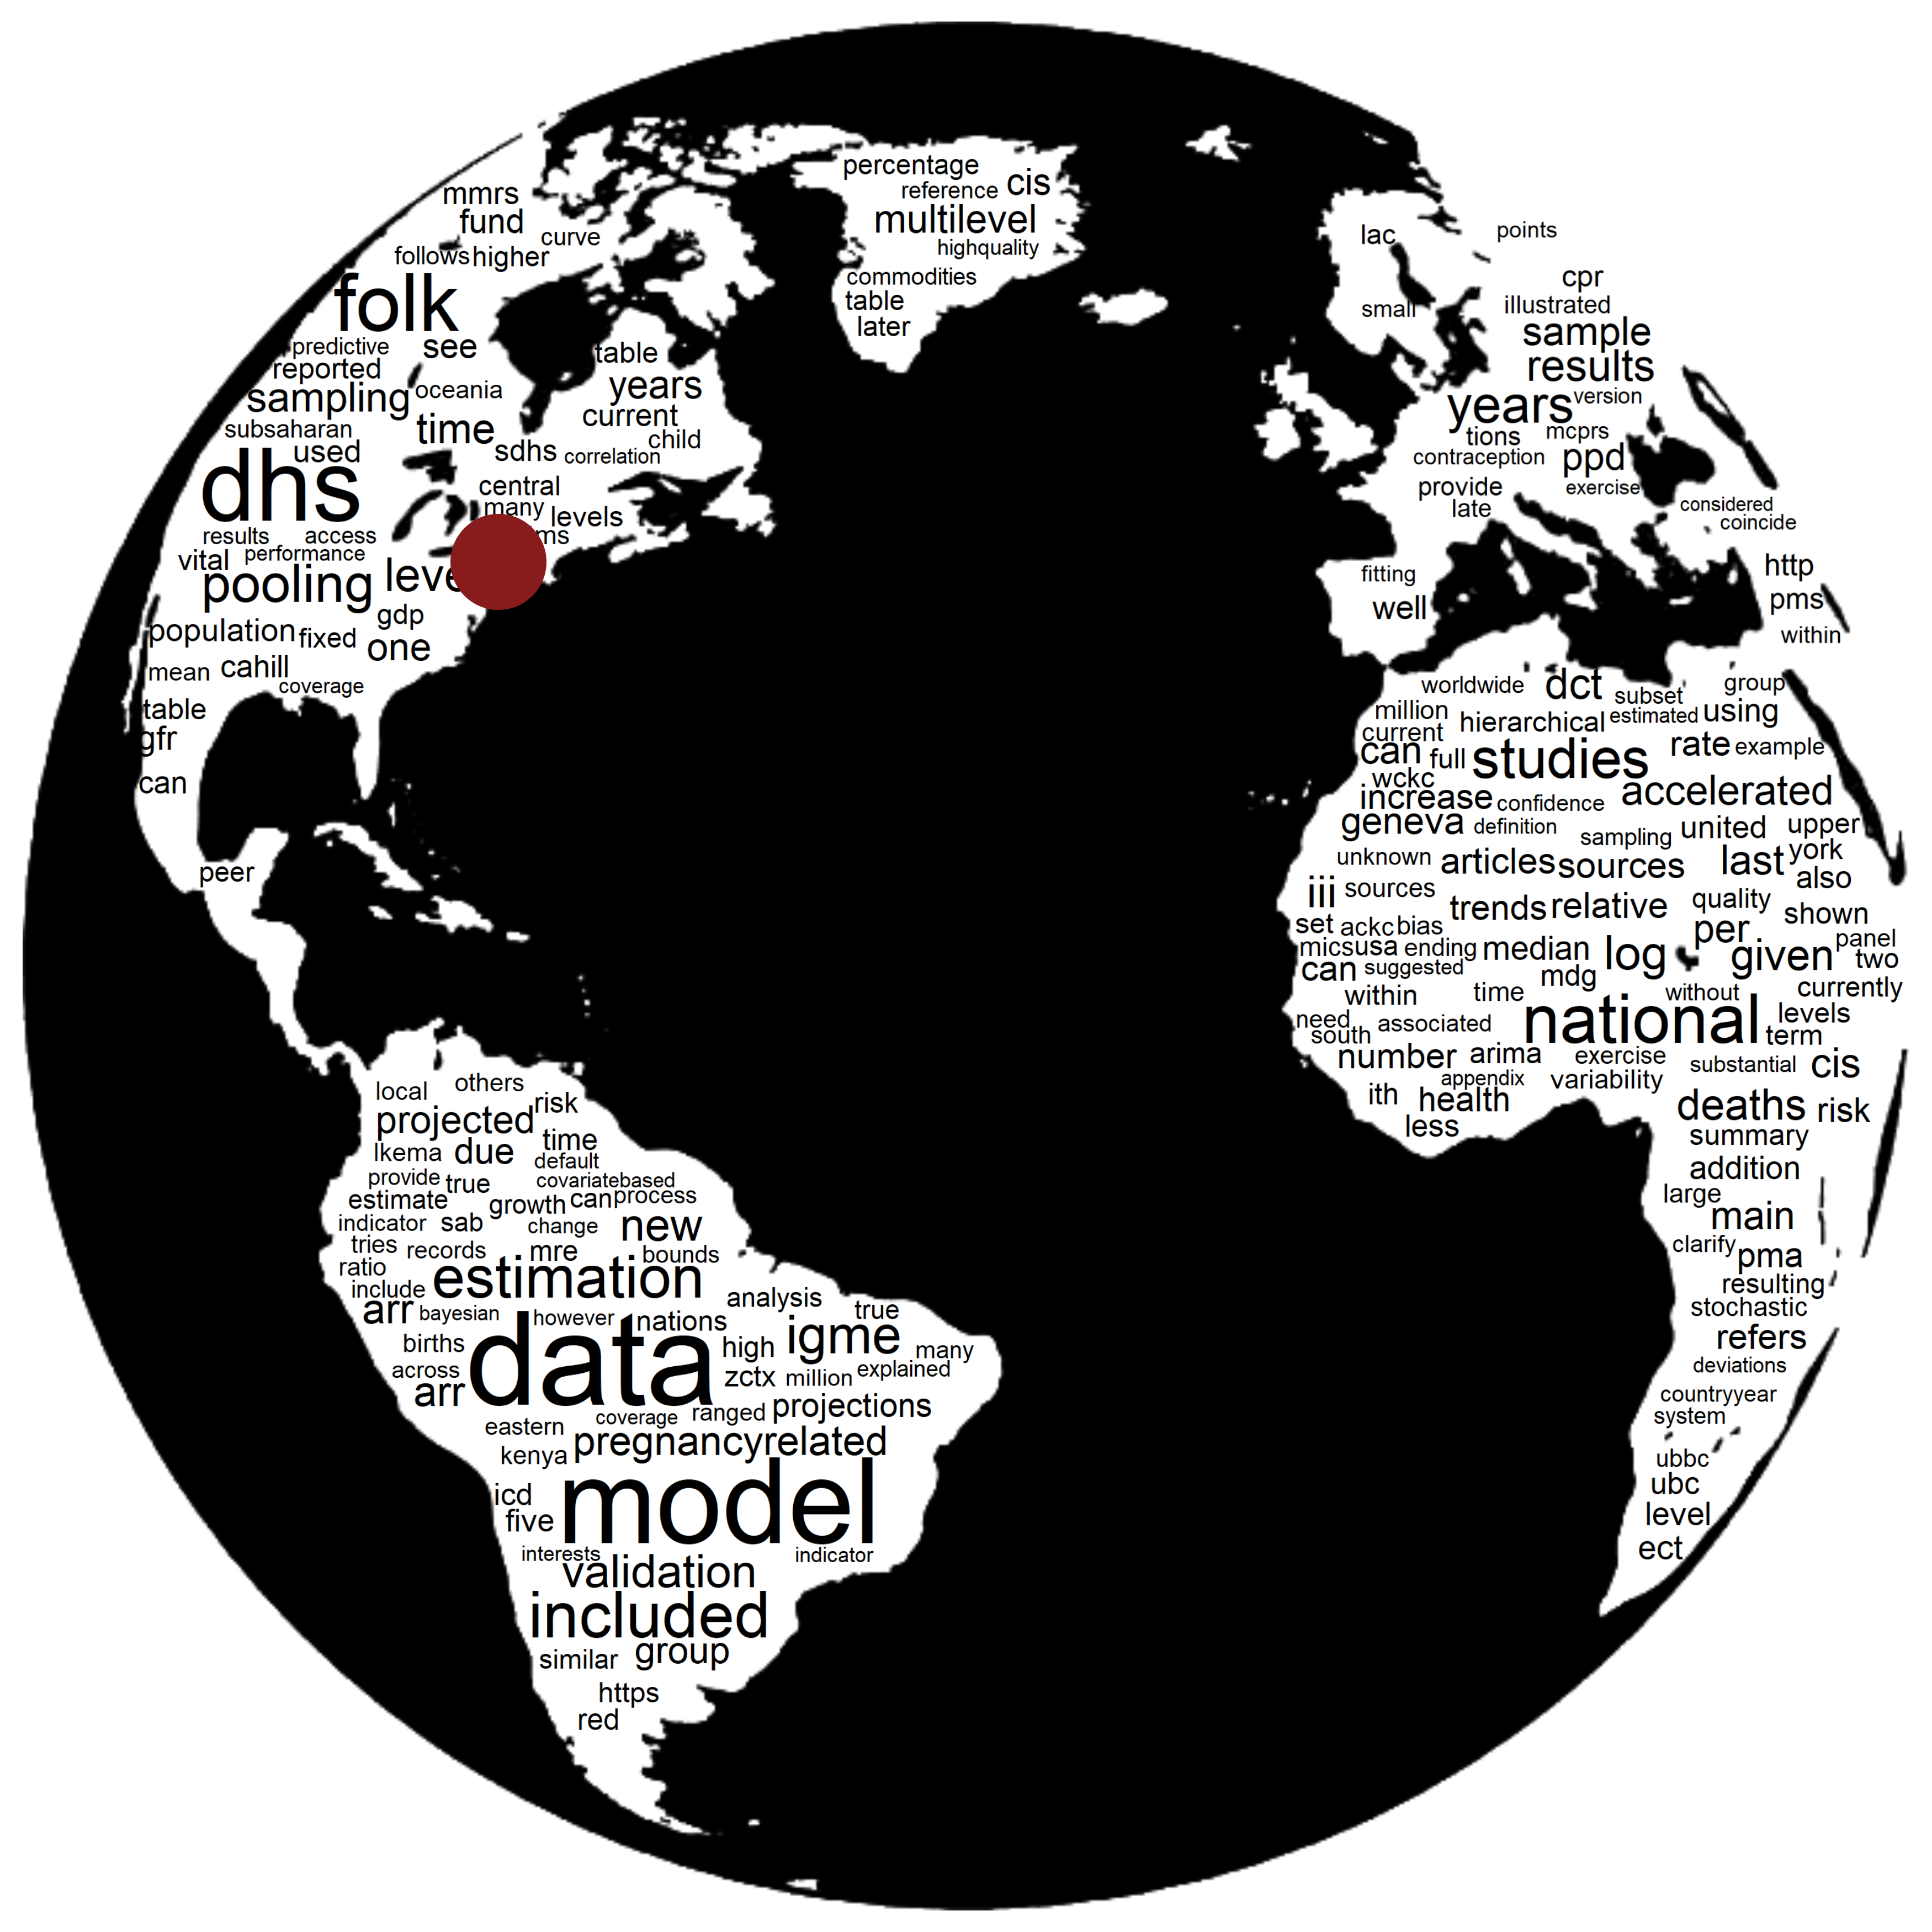 mmrs
fund
curve
follows higher
folk
predictive see
reported
sampling oceania
subsaharan time
used sdhs correlation
dhs
table
years
current
child
central
many
levels
results access
vital performance
pooling
gdp
population fixed one
mean cahill
coverage
table
gfr
can
peer
percentage
reference cis
multilevel
highquality
commodities
table
later
lac
small
points
cpr
illustrated
sample
results
years version
tions mcprs
contraception ppd
provide exercise
late
considered
coincide
fitting
well
http
pms
within
worldwide dct subset group
million hierarchical estimated using
current
can full studies rate example
wckc
increase confidence accelerated
geneva definition sampling united upper
unknown articles sources last york
also
iii sources trends relative quality shown
set ackc bias per panel
mics usa ending median log given two
can suggested mdg
within time without currently
need national levels
south associated term
number arima exercise substantial cis
appendix variability
ith health deaths risk
less summary
addition
large
main
clarify pma
resulting
stochastic
refers
deviations
countryyear
system
ubbc
ubc
level
ect
local others
projected risk
lkema due time
default
provide true covariatebased
estimate growth can process
indicator sab change new
tries records mre bounds
ratio
include estimation
arr bayesian however nations analysis true
births data high igme many
across zctx million explained
arr
eastern coverage ranged projections
kenya pregnancyrelated
icd model
five
interests indicator
validation
included
similar group
https
red